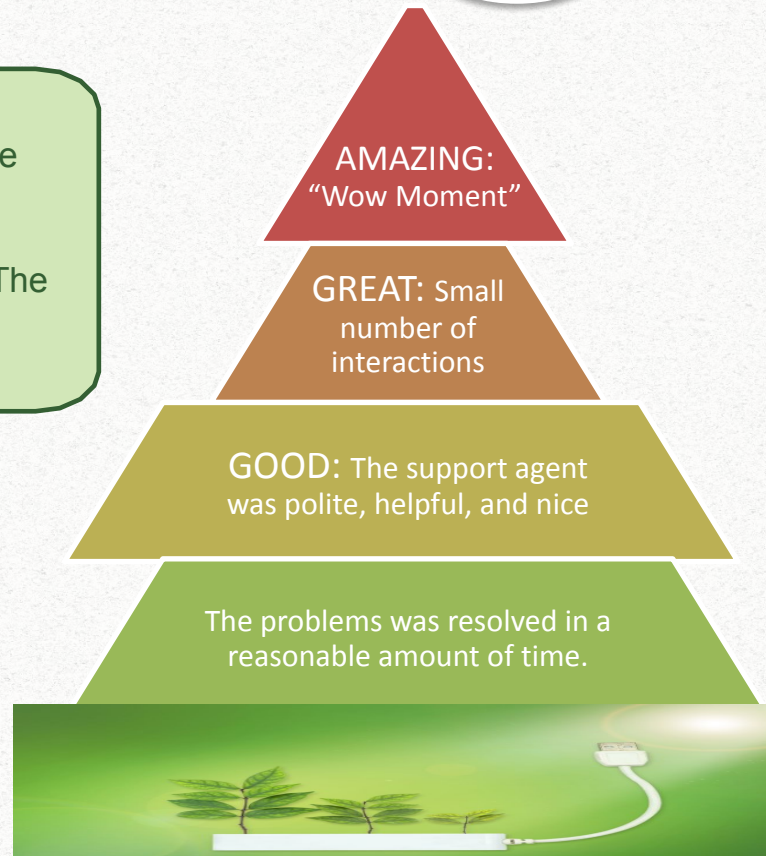 e
The
AMAZING:
“Wow Moment”
GREAT: Small
number of
interactions
GOOD: The support agent
was polite, helpful, and nice
The problems was resolved in a
reasonable amount of time.